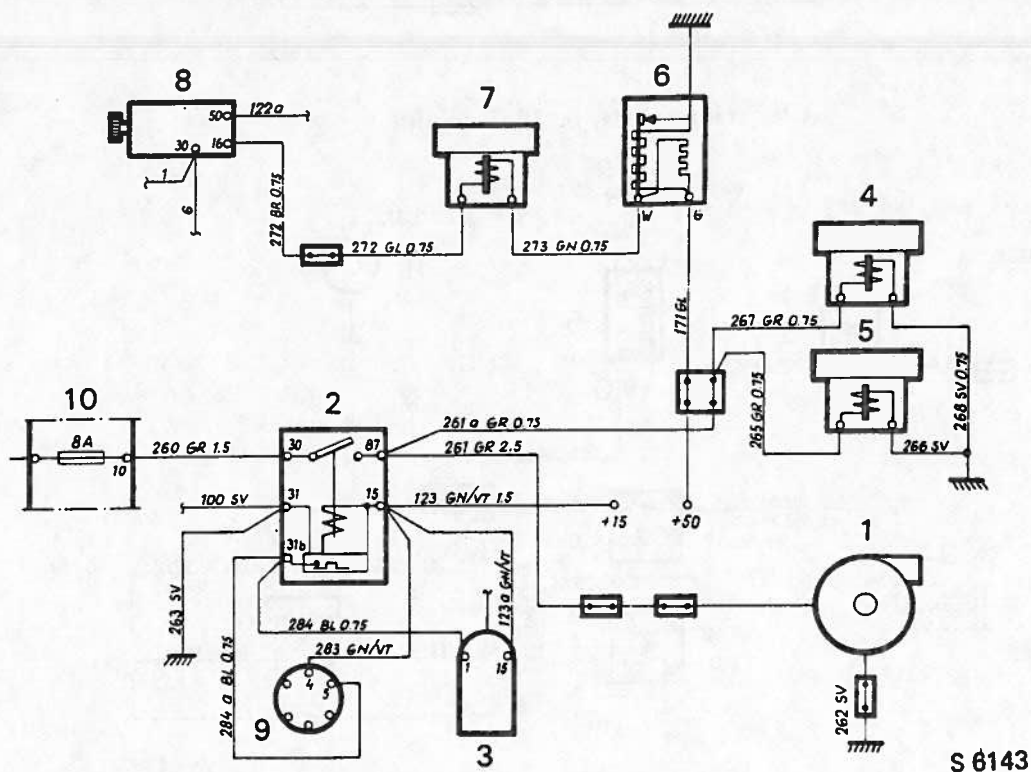 8
50
122a
30
16
1
6
272 BR 0.75
272 GL 0.75
7
273 GN 0.75
6
W
G
171 GL
4
267 GR 0.75
5
265 GR 0.75
268 SV 0.75
266 SV
10
8A
10
260 GR 1.5
2
30
87
31
15
31b
261a GR 0.75
261 GR 2.5
100 SV
123 GN/VT 1.5
+15
+50
263 SV
284 BL 0.75
283 GN/VT
123a GN/VT
284 a BL 0.75
4
5
9
1
15
3
1
262 SV
S 6143